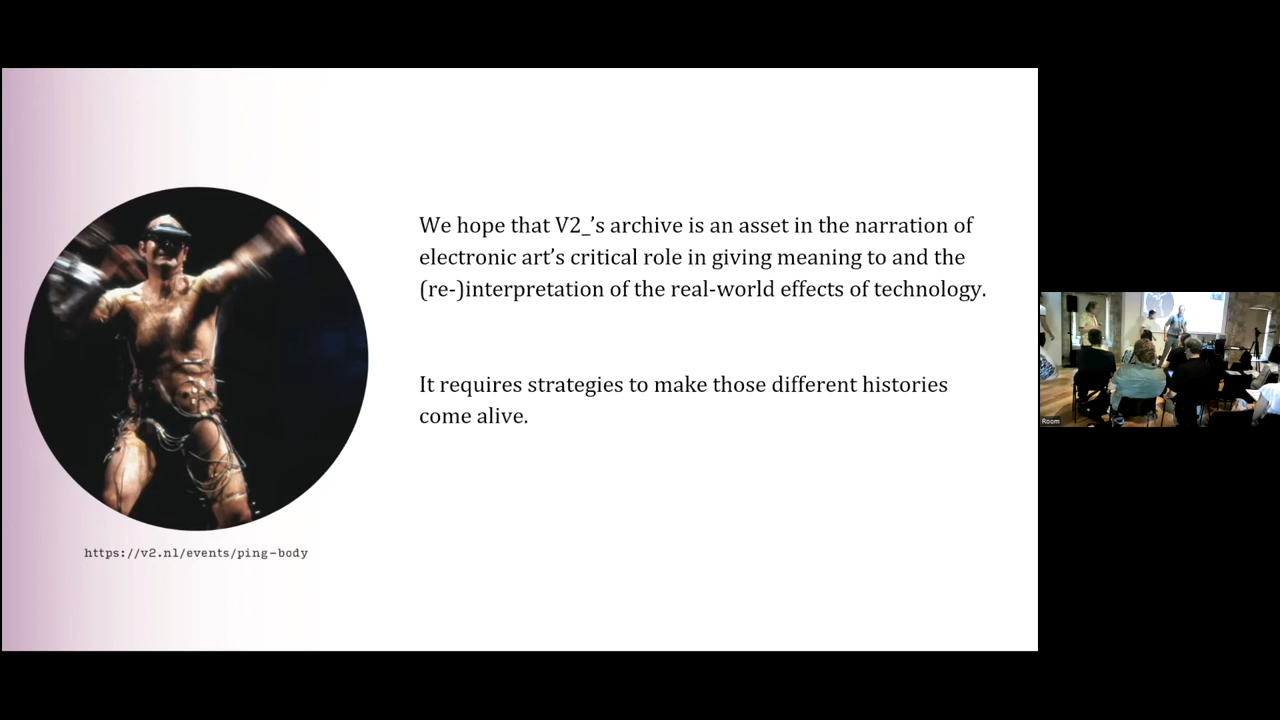 We hope that V2_’s archive is an asset in the narration of
electronic art’s critical role in giving meaning to and the
(re-)interpretation of the real-world effects of technology.
It requires strategies to make those different histories
come alive.
https://v2.nl/events/ping-body
Room